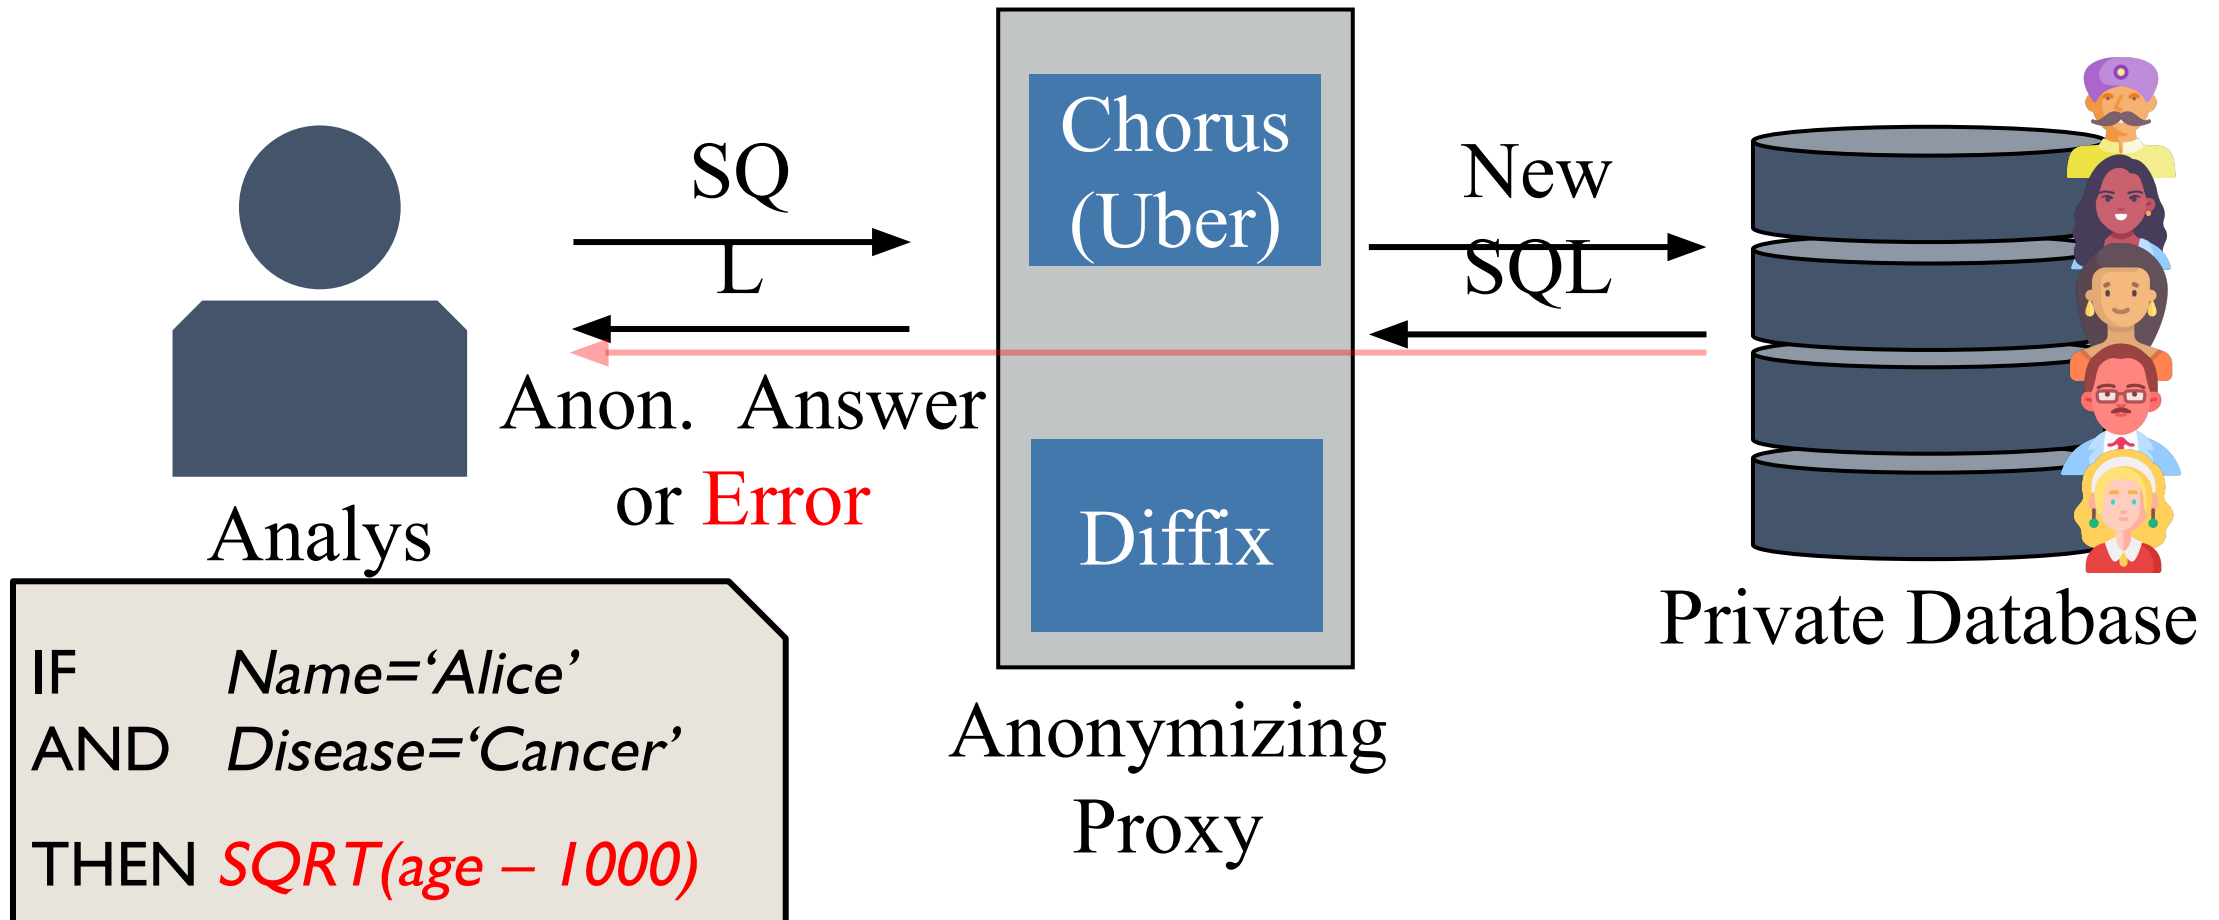 SQ
L
Chorus
(Uber)
New
SQL
Anon. Answer
or Error
Diffix
Analys
Private Database
IF Name=‘Alice’
AND Disease=‘Cancer’
THEN SQRT(age – 1000)
Anonymizing
Proxy